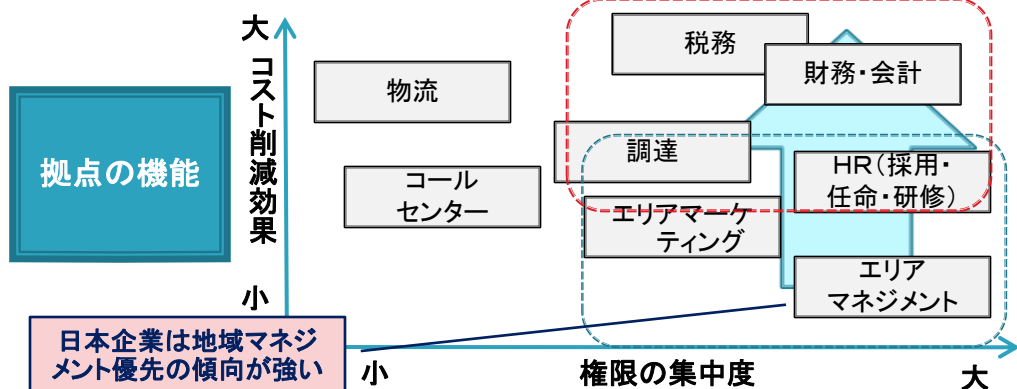 大
コスト削減効果
小
拠点の機能
税務
財務・会計
物流
調達
HR(採用・
任命・研修)
コール
センター
エリアマーケ
ティング
エリア
マネジメント
日本企業は地域マネジ
メント優先の傾向が強い
小
権限の集中度
大